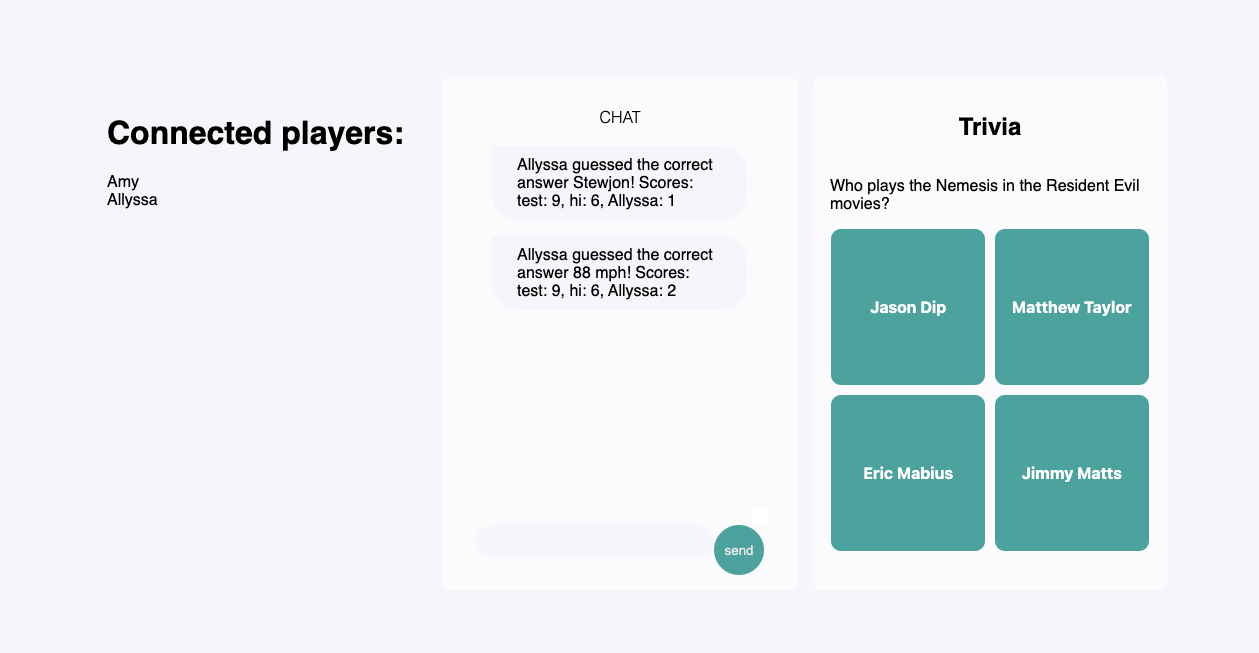 Connected players:
Amy
Allyssa
CHAT
Allyssa guessed the correct
answer Stewjon! Scores:
test: 9, hi: 6, Allyssa: 1
Allyssa guessed the correct
answer 88 mph! Scores:
test: 9, hi: 6, Allyssa: 2
send
Trivia
Who plays the Nemesis in the Resident Evil
movies?
Jason Dip
Matthew Taylor
Eric Mabius
Jimmy Matts